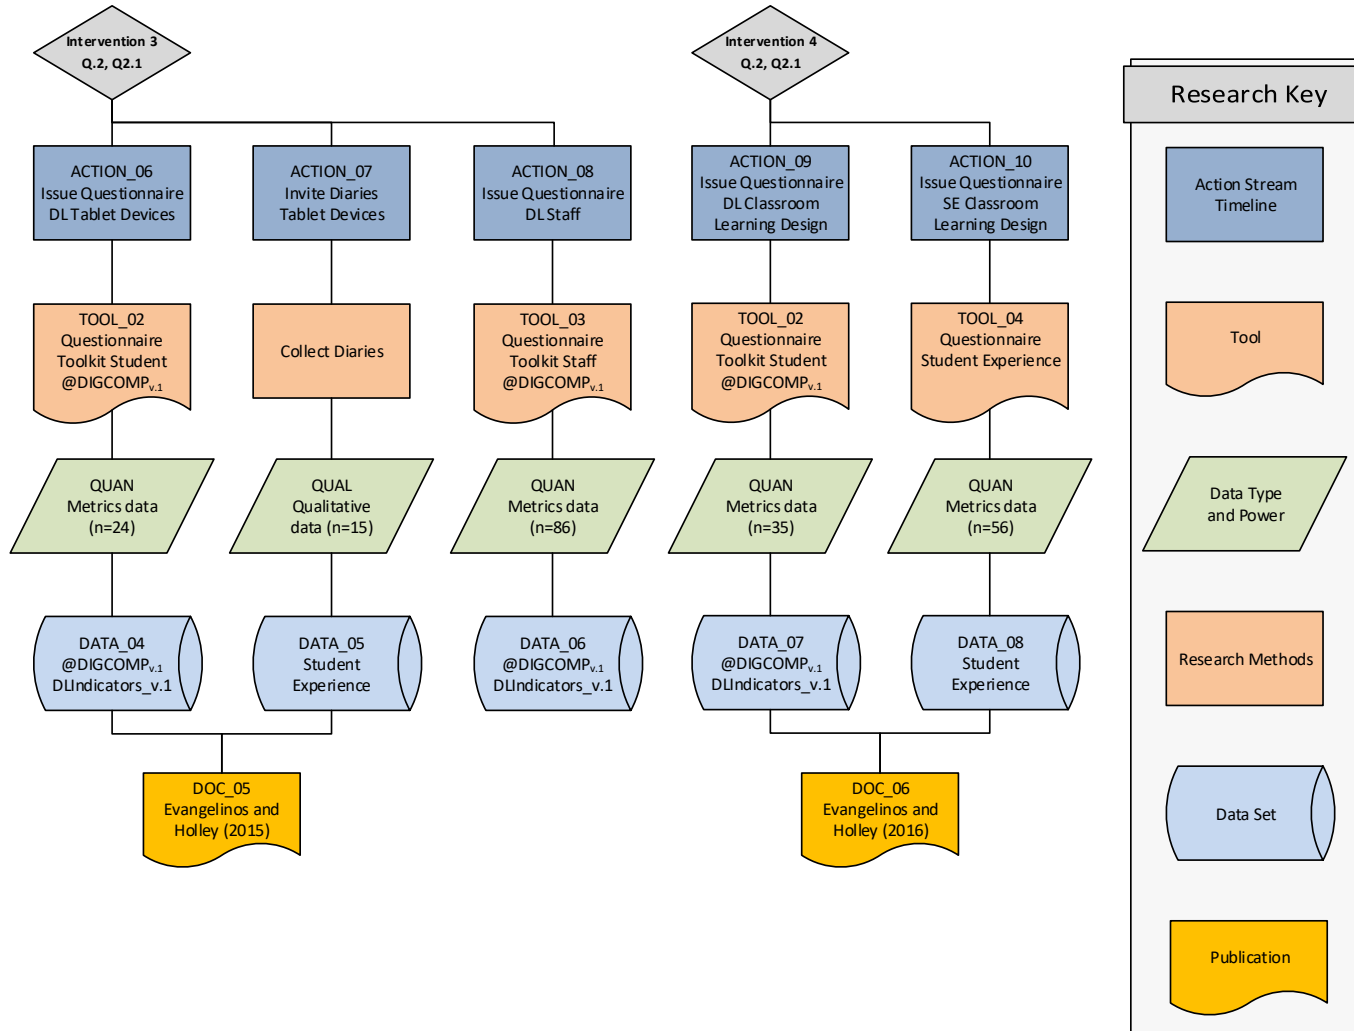 Intervention 3
Q.2, Q2.1
Intervention 4
Q.2, Q2.1
Research Key
ACTION_06
Issue Questionnaire
DL Tablet Devices
ACTION_07
Invite Diaries
Tablet Devices
ACTION_08
Issue Questionnaire
DL Staff
ACTION_09
Issue Questionnaire
DL Classroom
Learning Design
ACTION_10
Issue Questionnaire
SE Classroom
Learning Design
Action Stream
Timeline
TOOL_02
Questionnaire
Toolkit Student
@DIGCOMPv.1
Collect Diaries
TOOL_03
Questionnaire
Toolkit Staff
@DIGCOMPv.1
TOOL_02
Questionnaire
Toolkit Student
@DIGCOMPv.1
TOOL_04
Questionnaire
Student Experience
Tool
QUAN
Metrics data
(n=24)
QUAL
Qualitative
data (n=15)
QUAN
Metrics data
(n=86)
QUAN
Metrics data
(n=35)
QUAN
Metrics data
(n=56)
Data Type
and Power
DATA_04
@DIGCOMPv.1
DLIndicators_v.1
DATA_05
Student
Experience
DATA_06
@DIGCOMPv.1
DLIndicators_v.1
DATA_07
@DIGCOMPv.1
DLIndicators_v.1
DATA_08
Student
Experience
Research Methods
DOC_05
Evangelinos and
Holley (2015)
DOC_06
Evangelinos and
Holley (2016)
Data Set
Publication